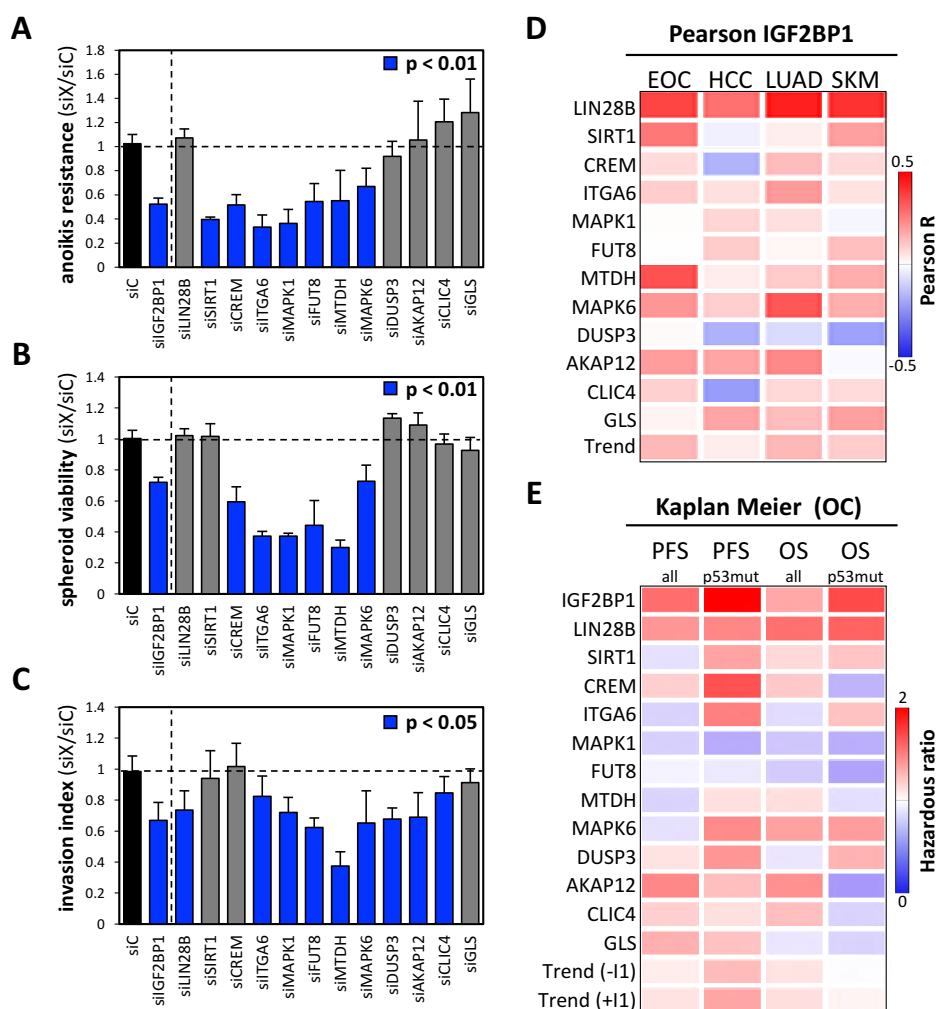 A
anoikis resistance (siX/siC)
1.8
1.6
1.4
1.2
1
0.8
0.6
0.4
0.2
0
p < 0.01
siC
siIGF2BP1
siLIN28B
siSIRT1
siCREM
siITGA6
siMAPK1
siFUT8
siMTDH
siMAPK6
siDUSP3
siAKAP12
siCLIC4
siGLS
B
spheroid viability (siX/siC)
1.4
1.2
1
0.8
0.6
0.4
0.2
0
p < 0.01
siC
siIGF2BP1
siLIN28B
siSIRT1
siCREM
siITGA6
siMAPK1
siFUT8
siMTDH
siMAPK6
siDUSP3
siAKAP12
siCLIC4
siGLS
C
invasion index (siX/siC)
1.4
1.2
1
0.8
0.6
0.4
0.2
0
p < 0.05
siC
siIGF2BP1
siLIN28B
siSIRT1
siCREM
siITGA6
siMAPK1
siFUT8
siMTDH
siMAPK6
siDUSP3
siAKAP12
siCLIC4
siGLS
D
Pearson IGF2BP1
EOC HCC LUAD SKM
LIN28B
SIRT1
CREM
ITGA6
MAPK1
FUT8
MTDH
MAPK6
DUSP3
AKAP12
CLIC4
GLS
Trend
0.5
Pearson R
-0.5
E
Kaplan Meier (OC)
PFS PFS OS OS
all p53mut all p53mut
IGF2BP1
LIN28B
SIRT1
CREM
ITGA6
MAPK1
FUT8
MTDH
MAPK6
DUSP3
AKAP12
CLIC4
GLS
Trend (-I1)
Trend (+I1)
2
Hazardous ratio
0